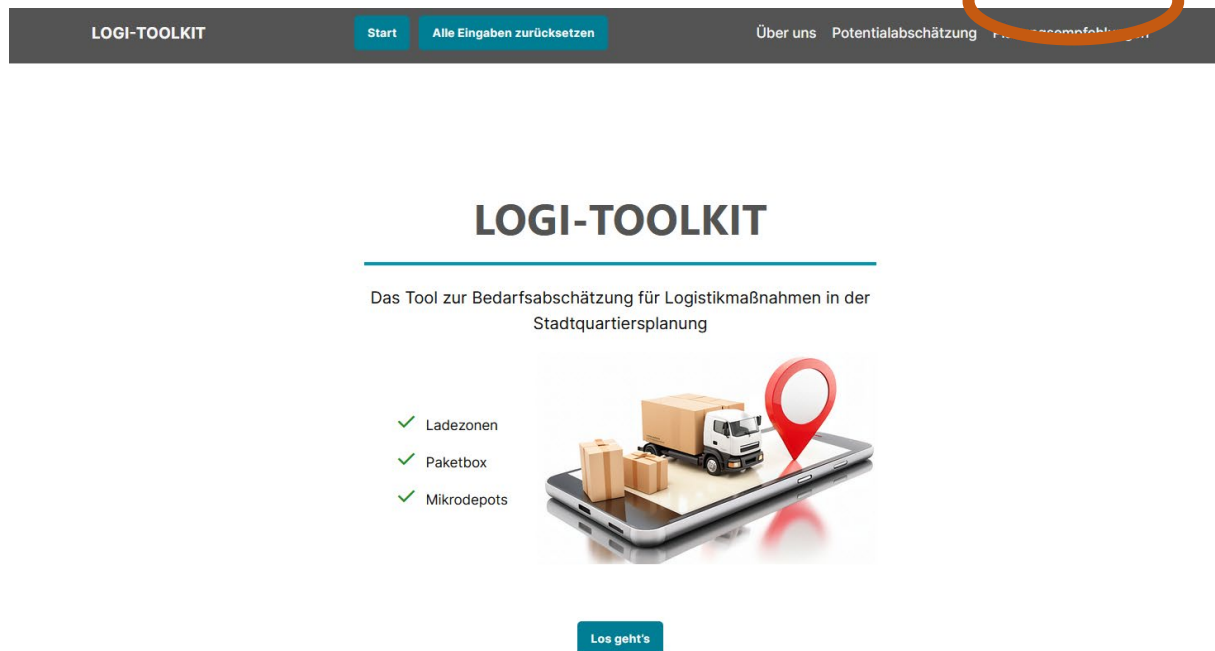 LOGI-TOOLKIT
Start
Alle Eingaben zurücksetzen
Über uns
Potentialabschätzung
LOGI-TOOLKIT
Das Tool zur Bedarfsabschätzung für Logistikmaßnahmen in der
Stadtquartiersplanung
Ladezonen
Paketbox
Mikrodepots
Los geht's